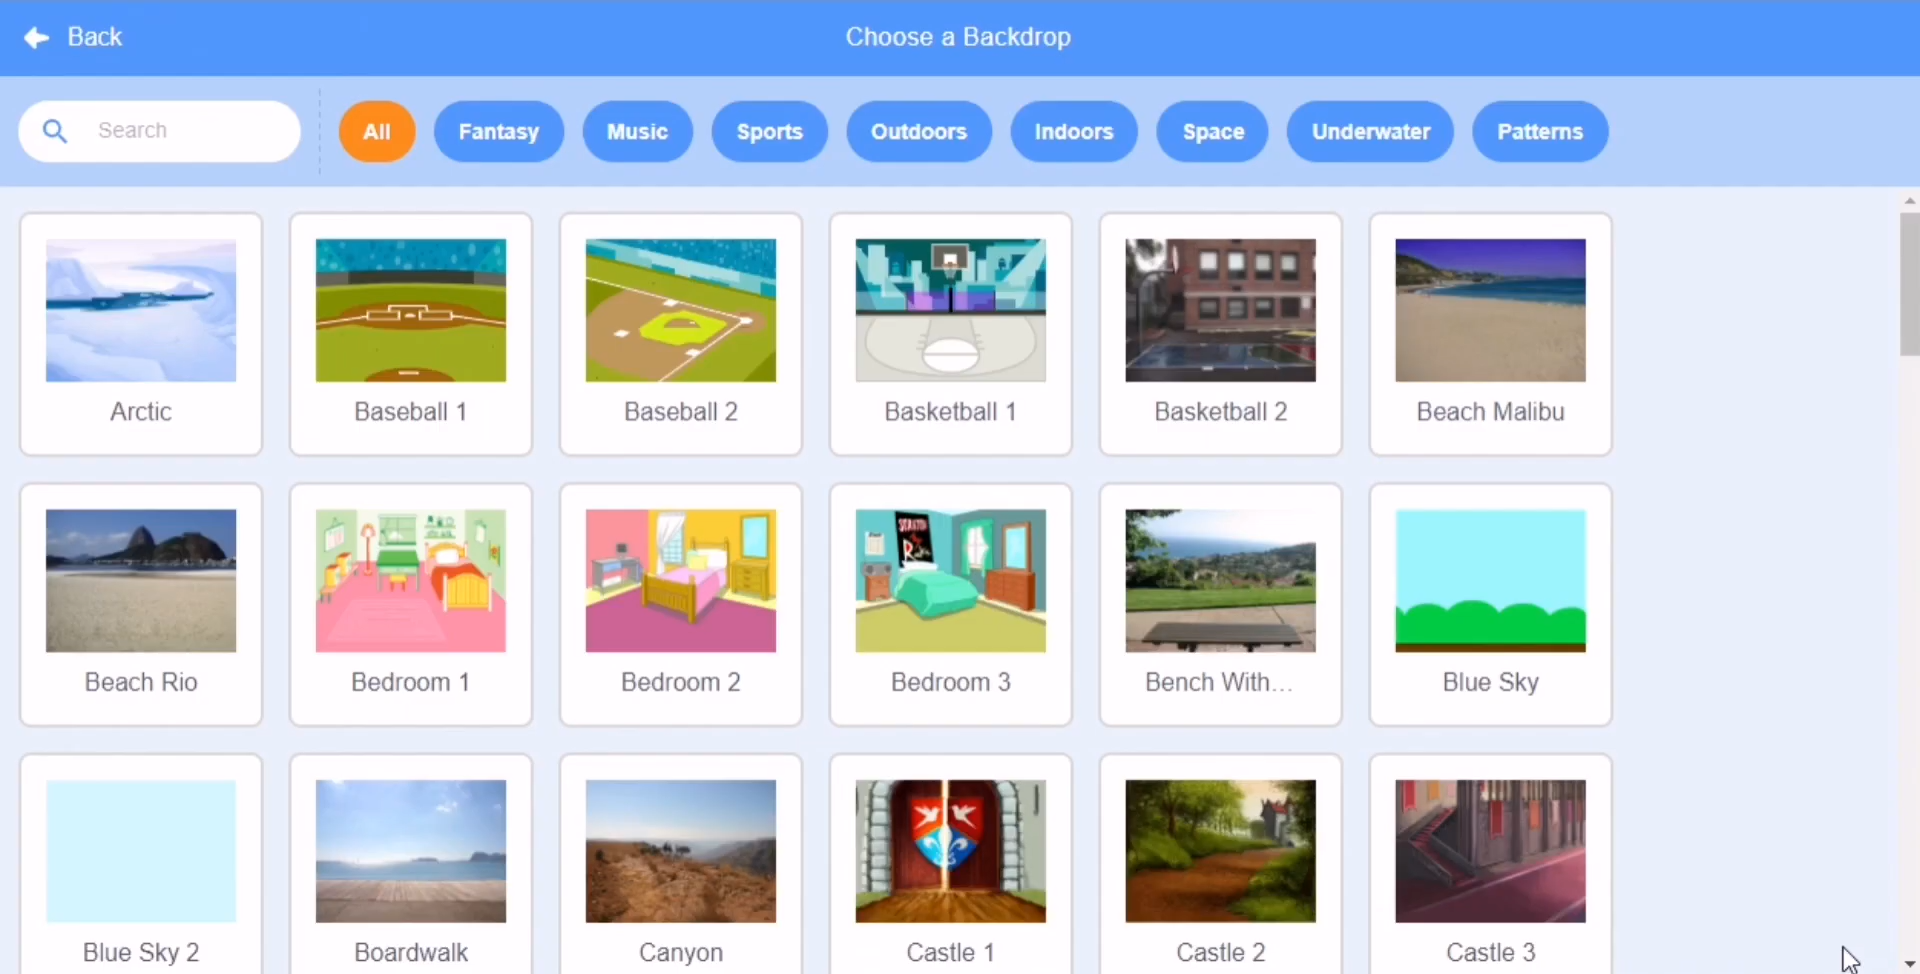 Back
Choose a Backdrop
Search
All
Fantasy
Music
Sports
Outdoors
Indoors
Space
Underwater
Patterns
Arctic
Baseball 1
Baseball 2
Basketball 1
Basketball 2
Beach Malibu
Beach Rio
Bedroom 1
Bedroom 2
Bedroom 3
Bench With...
Blue Sky
Blue Sky 2
Boardwalk
Canyon
Castle 1
Castle 2
Castle 3